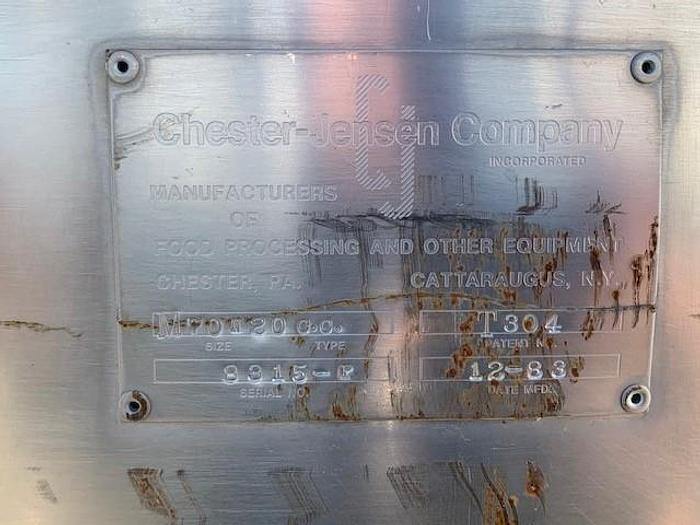 Chester-Jensen Company
INCORPORATED
MANUFACTURERS
OF
FOOD PROCESSING AND OTHER EQUIPMENT
CHESTER, PA. CATTARAUGUS, N.Y.
T304
SIZE TYPE PATENT N
12-83
SERIAL NO. DATE MFD.